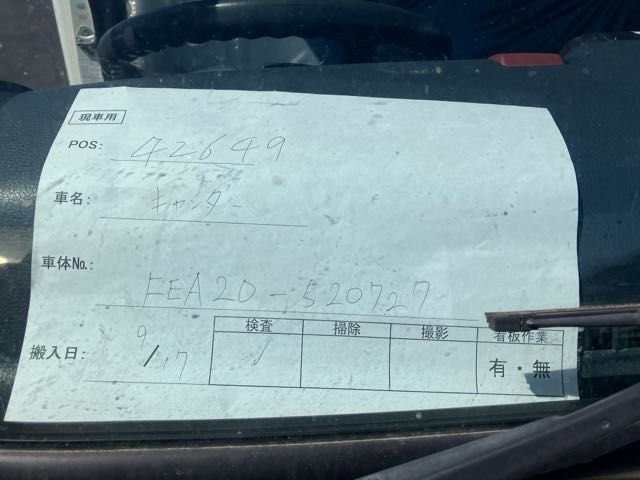 現車用
POS: 42649
車名: キャンター
車体No.: FEA20-520727
検査 掃除 撮影 看板作業
搬入日: 9/17 ✓ 有・無